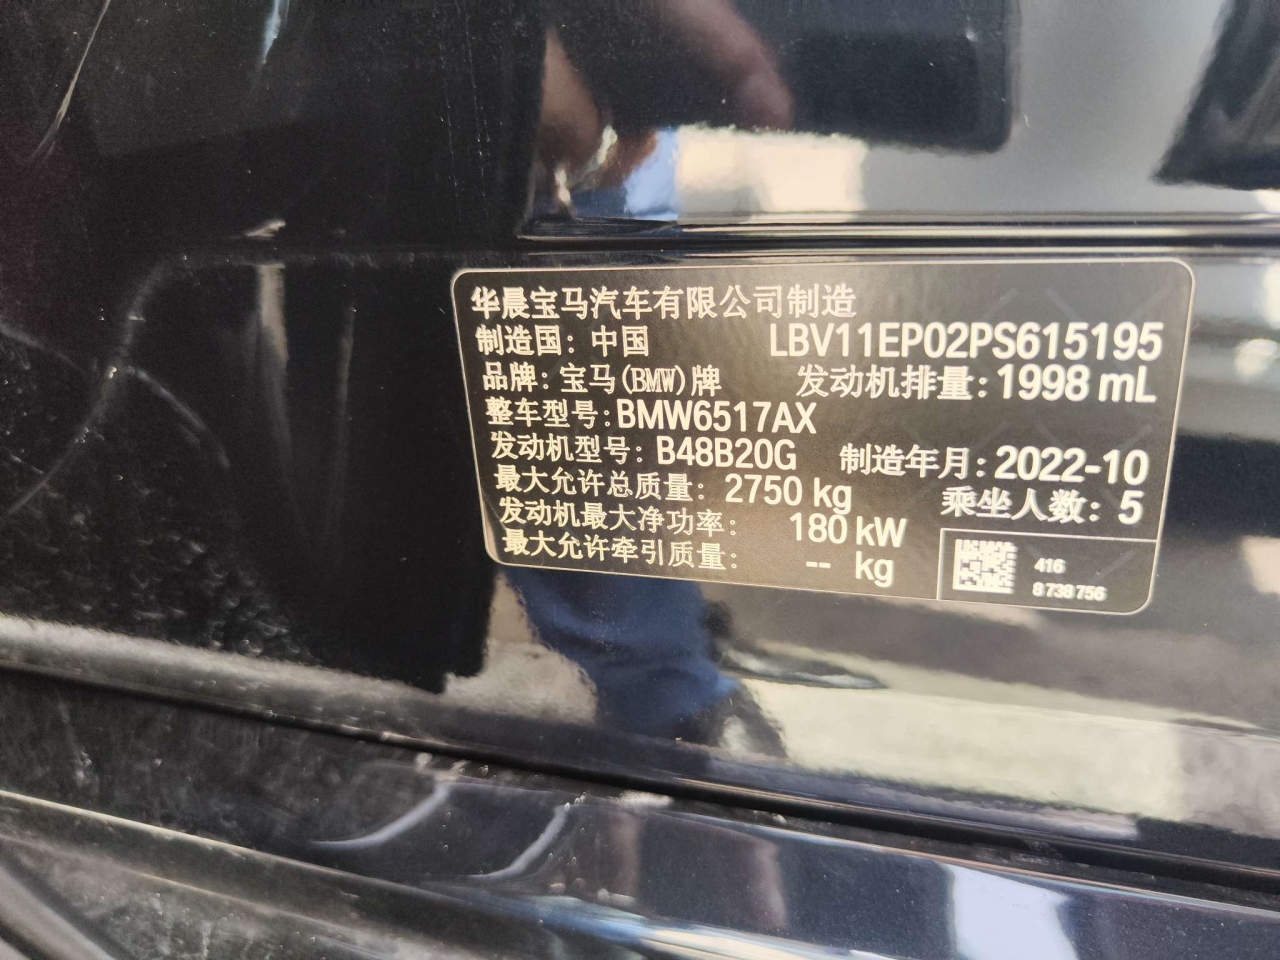 华晨宝马汽车有限公司制造
制造国：中国 LBV11EP02PS615195
品牌：宝马(BMW)牌 发动机排量：1998 mL
整车型号：BMW6517AX
发动机型号：B48B20G 制造年月：2022-10
最大允许总质量：2750 kg 乘坐人数：5
发动机最大净功率：180 kW
最大允许牵引质量：-- kg
416
8738756